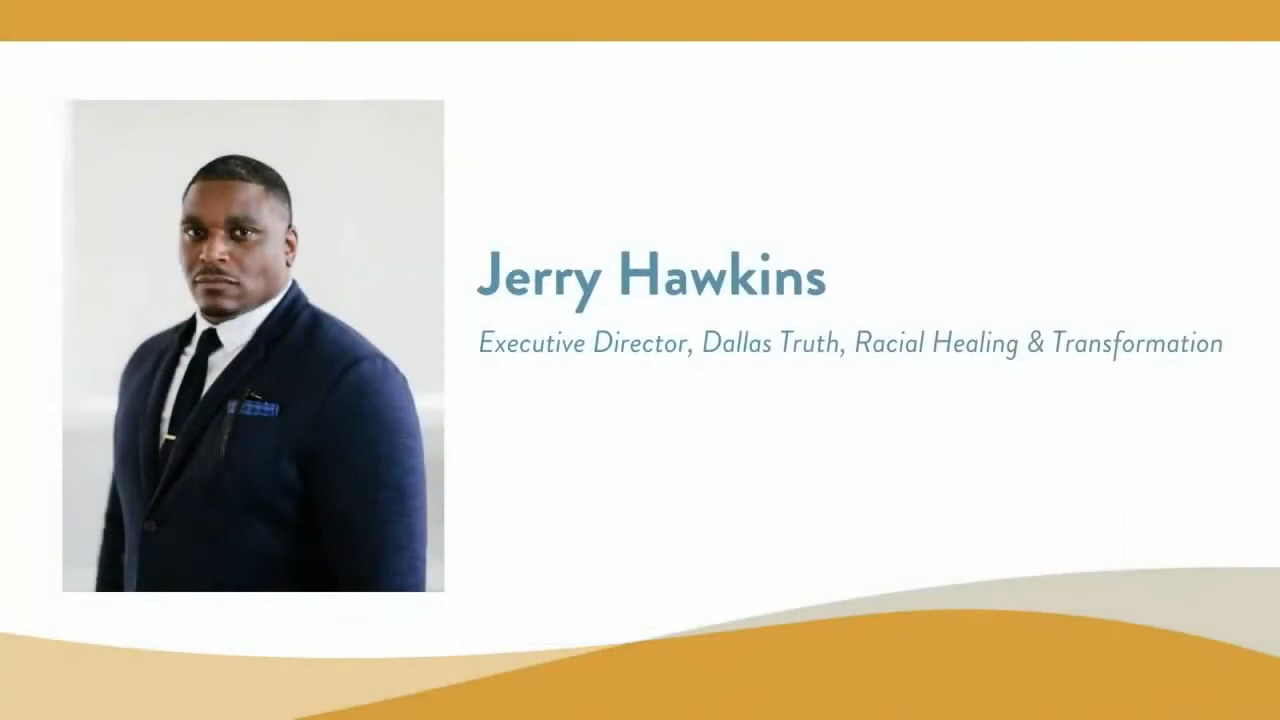 Jerry Hawkins
Executive Director, Dallas Truth, Racial Healing & Transformation